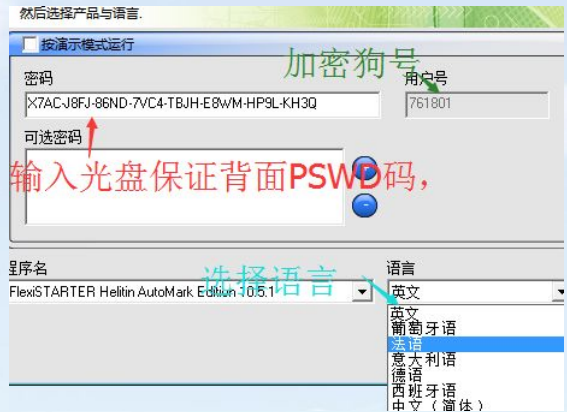 然后选择产品与语言.
按演示模式运行
加密狗号
密码
用户号
X7AC-J8FJ-86ND-7VC4-TBJH-E8WM-HP9L-KH3Q
761801
可选密码
输入光盘保证背面PSWD码,
-
程序名
选择语言
语言
FlexiSTARTER Helitin AutoMark Edition 10.5.1
英文
英文
葡萄牙语
法语
意大利语
德语
西班牙语
中文（简体）